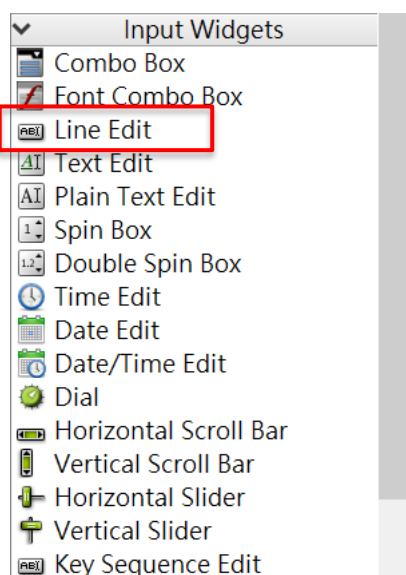 Input Widgets
Combo Box
Font Combo Box
Line Edit
Text Edit
Plain Text Edit
Spin Box
Double Spin Box
Time Edit
Date Edit
Date/Time Edit
Dial
Horizontal Scroll Bar
Vertical Scroll Bar
Horizontal Slider
Vertical Slider
Key Sequence Edit